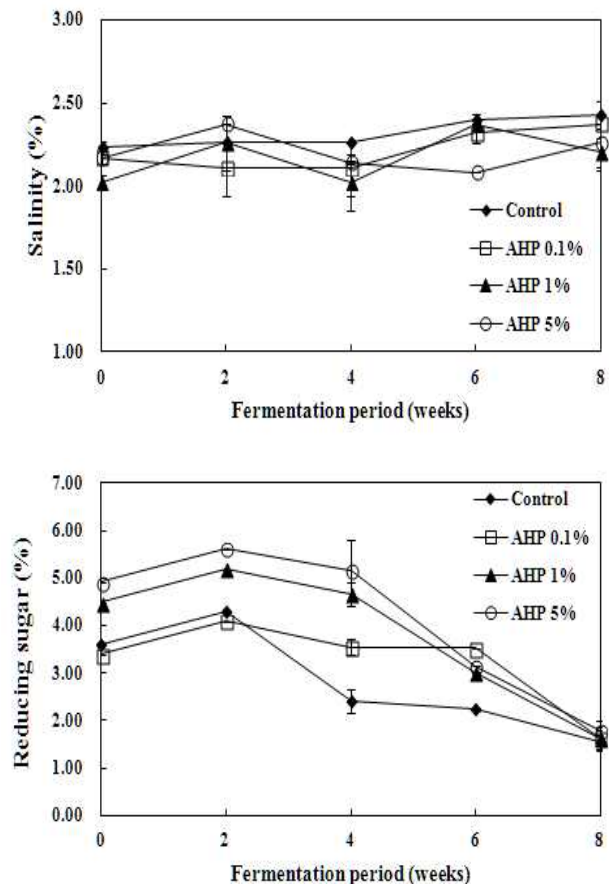 3.00
2.50
2.00
1.50
1.00
Salinity (%)
Control
AHP 0.1%
AHP 1%
AHP 5%
0 2 4 6 8
Fermentation period (weeks)
7.00
6.00
5.00
4.00
3.00
2.00
1.00
0.00
Reducing sugar (%)
Control
AHP 0.1%
AHP 1%
AHP 5%
0 2 4 6 8
Fermentation period (weeks)